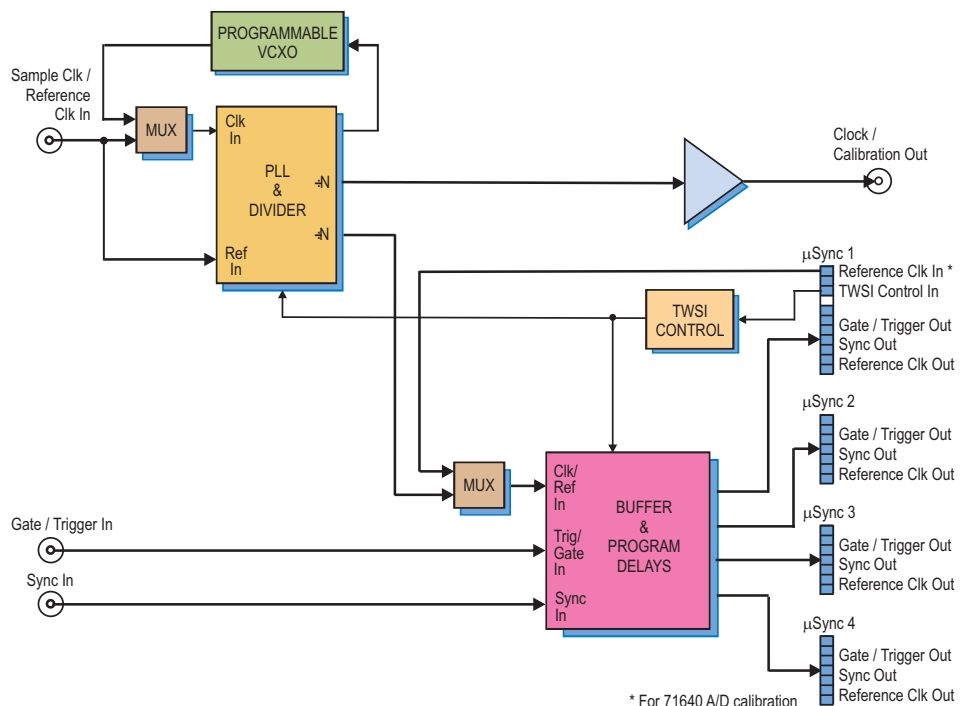 PROGRAMMABLE
VCXO
Sample Clk /
Reference
Clk In
MUX
Clk
In
PLL
&
DIVIDER
÷N
÷N
Ref
In
Clock /
Calibration Out
μSync 1
Reference Clk In *
TWSI Control In
Gate / Trigger Out
Sync Out
Reference Clk Out
TWSI
CONTROL
μSync 2
Gate / Trigger Out
Sync Out
Reference Clk Out
MUX
Clk/
Ref
In
Trig/
Gate
In
Sync
In
BUFFER
&
PROGRAM
DELAYS
Gate / Trigger In
Sync In
μSync 3
Gate / Trigger Out
Sync Out
Reference Clk Out
μSync 4
Gate / Trigger Out
Sync Out
Reference Clk Out
* For 71640 A/D calibration